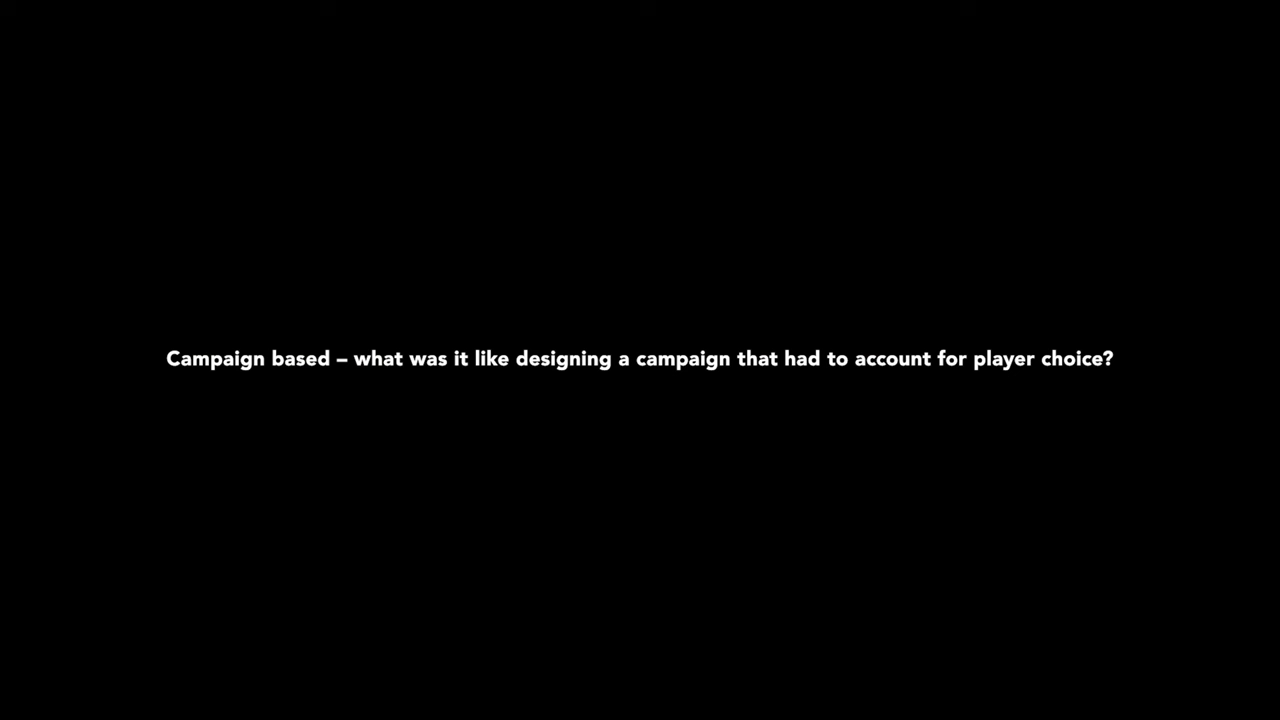 Campaign based – what was it like designing a campaign that had to account for player choice?